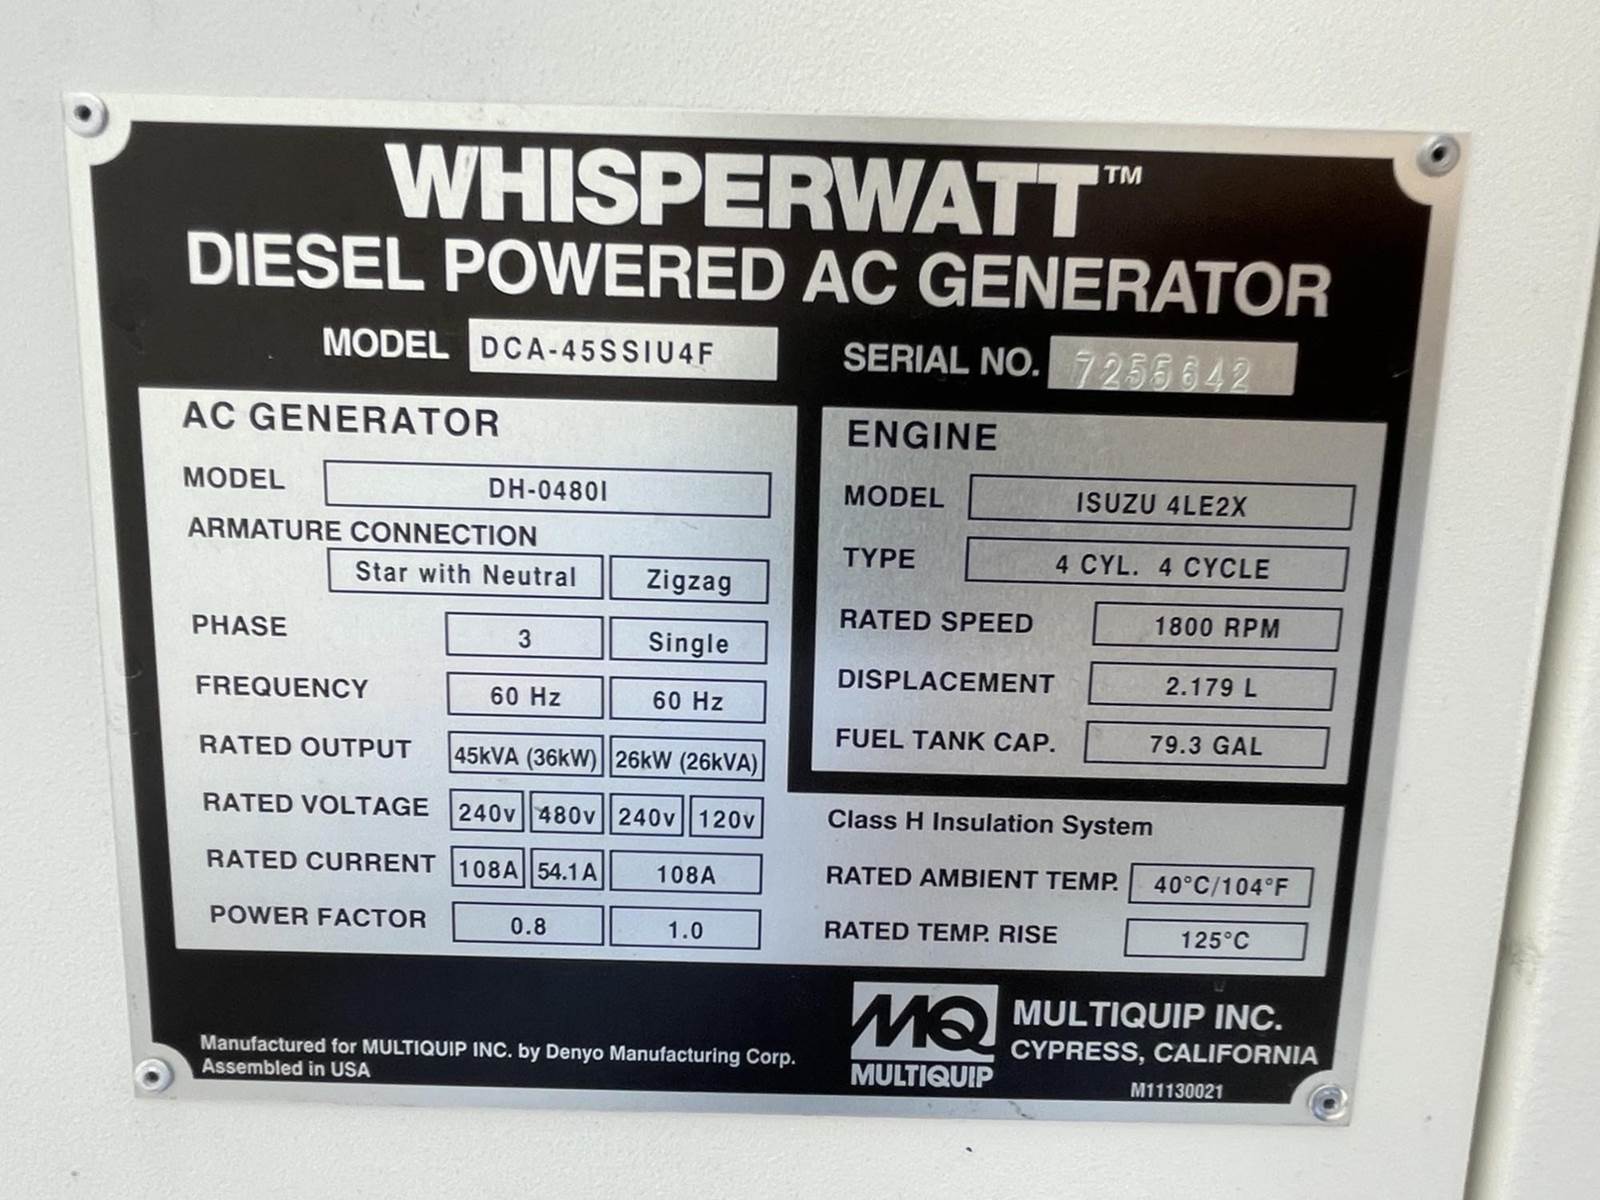 WHISPERWATT™
DIESEL POWERED AC GENERATOR
MODEL DCA-45SSIU4F
SERIAL NO. 7255642
AC GENERATOR
MODEL DH-0480I
ARMATURE CONNECTION
Star with Neutral Zigzag
PHASE 3 Single
FREQUENCY 60 Hz 60 Hz
RATED OUTPUT 45kVA (36kW) 26kW (26kVA)
RATED VOLTAGE 240v 480v 240v 120v
RATED CURRENT 108A 54.1A 108A
POWER FACTOR 0.8 1.0
ENGINE
MODEL ISUZU 4LE2X
TYPE 4 CYL. 4 CYCLE
RATED SPEED 1800 RPM
DISPLACEMENT 2.179 L
FUEL TANK CAP. 79.3 GAL
Class H Insulation System
RATED AMBIENT TEMP. 40°C/104°F
RATED TEMP. RISE 125°C
Manufactured for MULTIQUIP INC. by Denyo Manufacturing Corp.
Assembled in USA
MQ
MULTIQUIP
MULTIQUIP INC.
CYPRESS, CALIFORNIA
M11130021